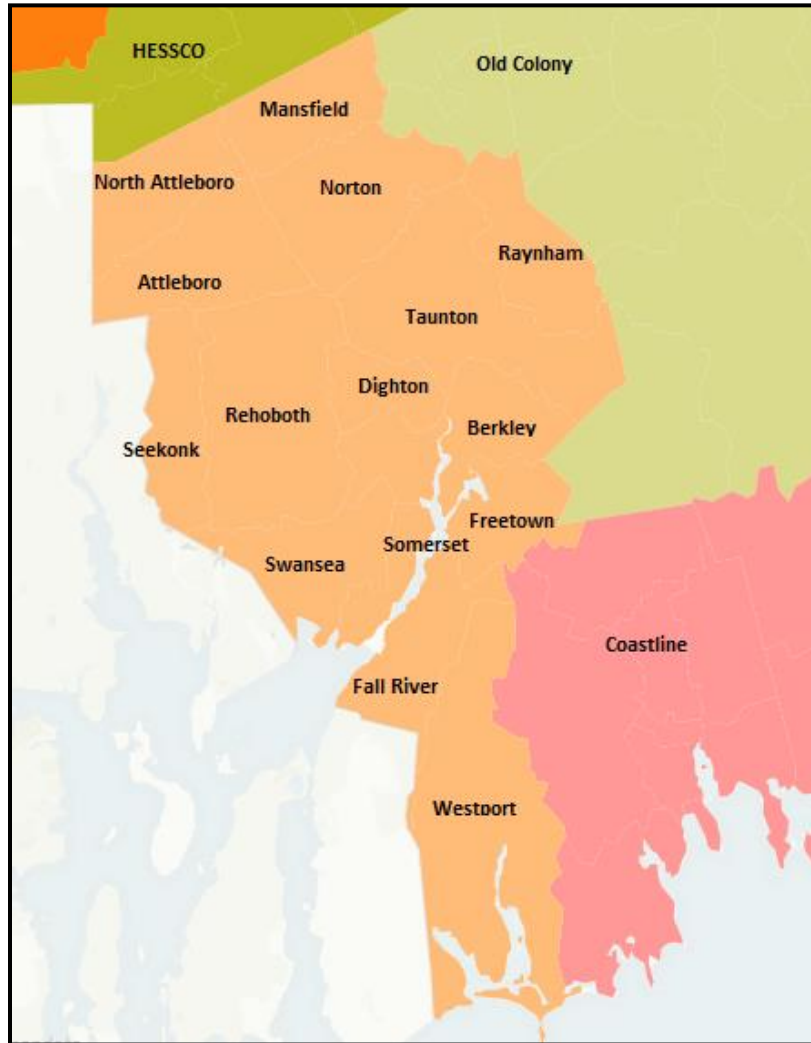 HESSCO
Old Colony
Mansfield
North Attleboro
Norton
Raynham
Attleboro
Taunton
Dighton
Rehoboth
Berkley
Seekonk
Freetown
Somerset
Swansea
Coastline
Fall River
Westport